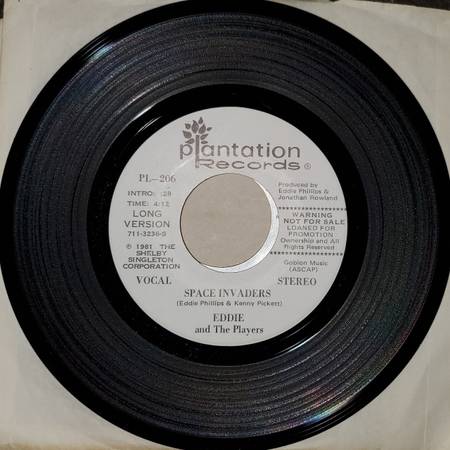 plantation
Records ®
PL—206
INTRO: :28
TIME: 4:12
LONG
VERSION
711-3236-9
℗ 1981 THE
SHELBY
SINGLETON
CORPORATION
VOCAL
Produced by
Eddie Phillips &
Jonathan Rowland
WARNING
NOT FOR SALE
LOANED FOR
PROMOTION
Ownership and All
Rights Reserved
Goblon Music
(ASCAP)
STEREO
SPACE INVADERS
(Eddie Phillips & Kenny Pickett)
EDDIE
and The Players